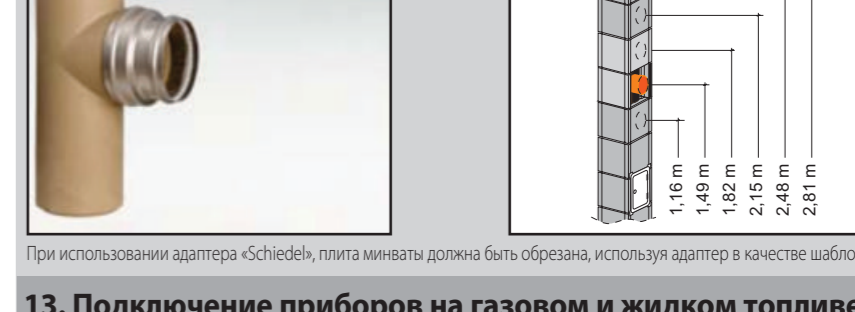 1,16 m
1,49 m
1,82 m
2,15 m
2,48 m
2,81 m
При использовании адаптера «Schiedel», плита минваты должна быть обрезана, используя адаптер в качестве шабло
13. Подключение приборов на газовом и жидком топливе